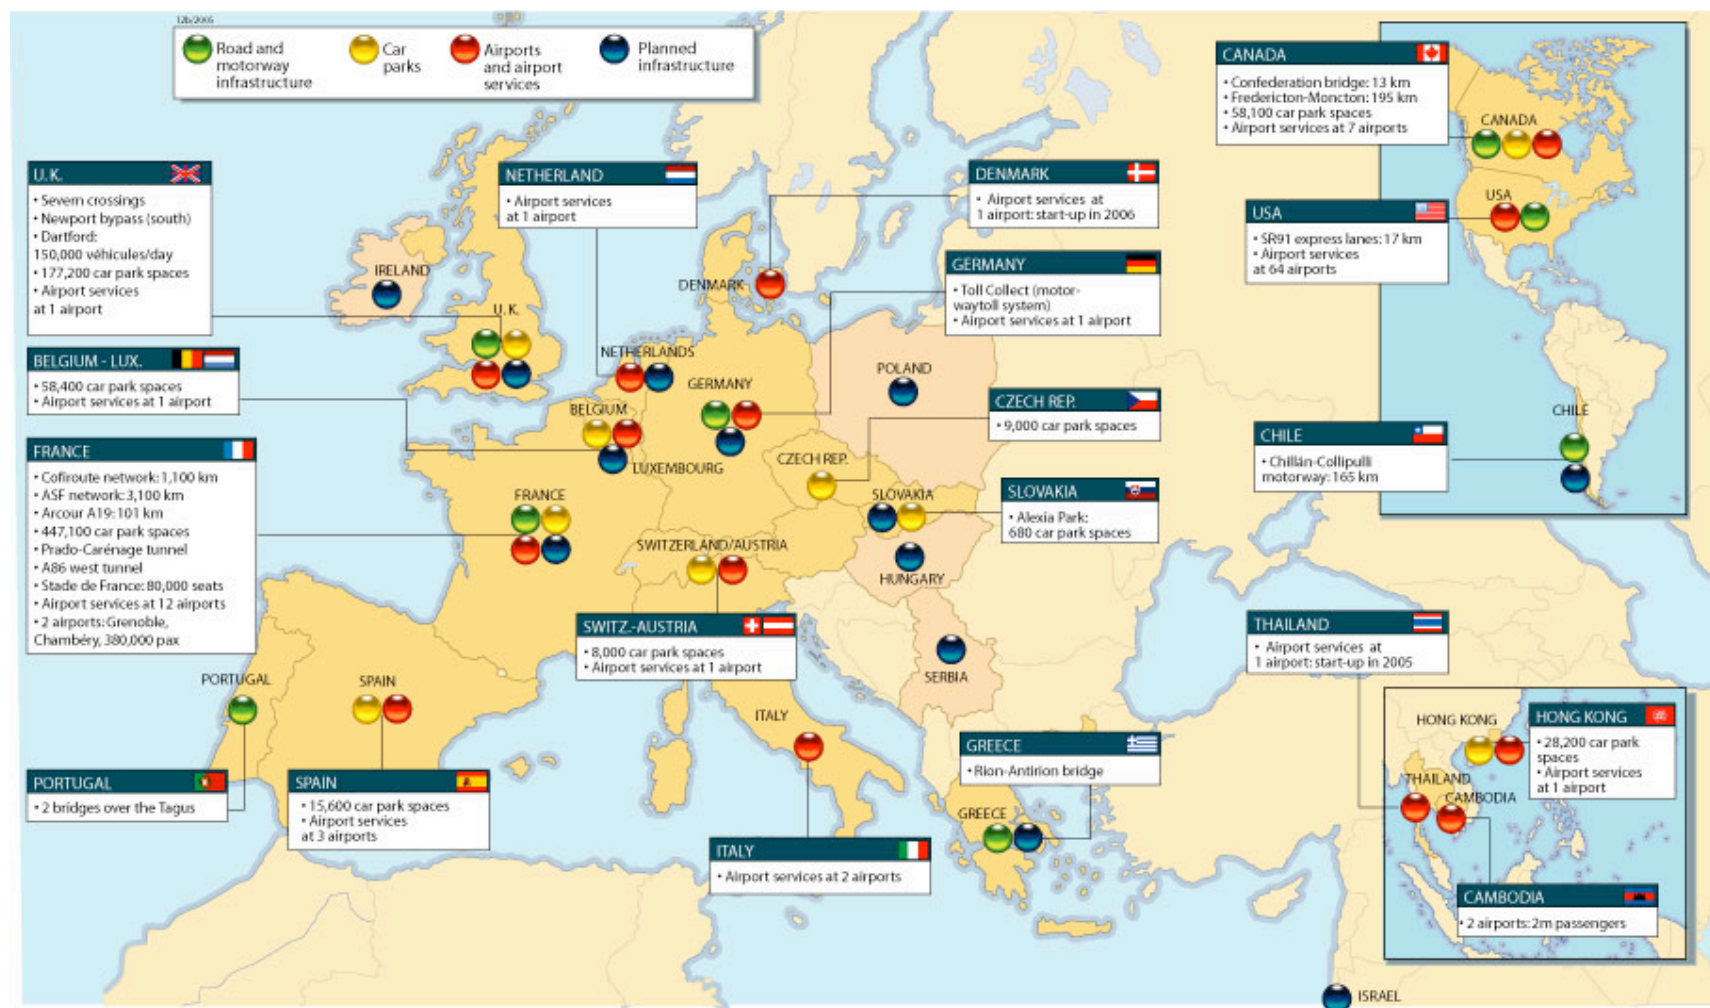 12b/2005
Road and
motorway
infrastructure
Car
parks
Airports
and airport
services
Planned
infrastructure
CANADA
• Confederation bridge: 13 km
• Fredericton-Moncton: 195 km
• 58,100 car park spaces
• Airport services at 7 airports
CANADA
U.K.
• Severn crossings
• Newport bypass (south)
• Dartford:
150,000 véhicules/day
• 177,200 car park spaces
• Airport services
at 1 airport
NETHERLAND
• Airport services
at 1 airport
DENMARK
• Airport services at
1 airport: start-up in 2006
USA
USA
• SR91 express lanes: 17 km
• Airport services
at 64 airports
IRELAND
DENMARK
GERMANY
• Toll Collect (motor-
waytoll system)
• Airport services at 1 airport
U.K.
BELGIUM - LUX.
• 58,400 car park spaces
• Airport services at 1 airport
NETHERLANDS
GERMANY
POLAND
CZECH REP.
• 9,000 car park spaces
BELGIUM
LUXEMBOURG
CZECH REP.
CHILE
CHILE
• Chillán-Collipulli
motorway: 165 km
FRANCE
• Cofiroute network: 1,100 km
• ASF network: 3,100 km
• Arcour A19: 101 km
• 447,100 car park spaces
• Prado-Carénage tunnel
• A86 west tunnel
• Stade de France: 80,000 seats
• Airport services at 12 airports
• 2 airports: Grenoble,
Chambéry, 380,000 pax
FRANCE
SLOVAKIA
SLOVAKIA
• Alexia Park:
680 car park spaces
SWITZERLAND/AUSTRIA
HUNGARY
SWITZ.-AUSTRIA
• 8,000 car park spaces
• Airport services at 1 airport
SERBIA
THAILAND
• Airport services at
1 airport: start-up in 2005
PORTUGAL
SPAIN
ITALY
PORTUGAL
• 2 bridges over the Tagus
SPAIN
• 15,600 car park spaces
• Airport services
at 3 airports
GREECE
• Rion-Antirion bridge
GREECE
ITALY
• Airport services at 2 airports
HONG KONG
HONG KONG
• 28,200 car park
spaces
• Airport services
at 1 airport
THAILAND
CAMBODIA
CAMBODIA
• 2 airports: 2m passengers
ISRAEL